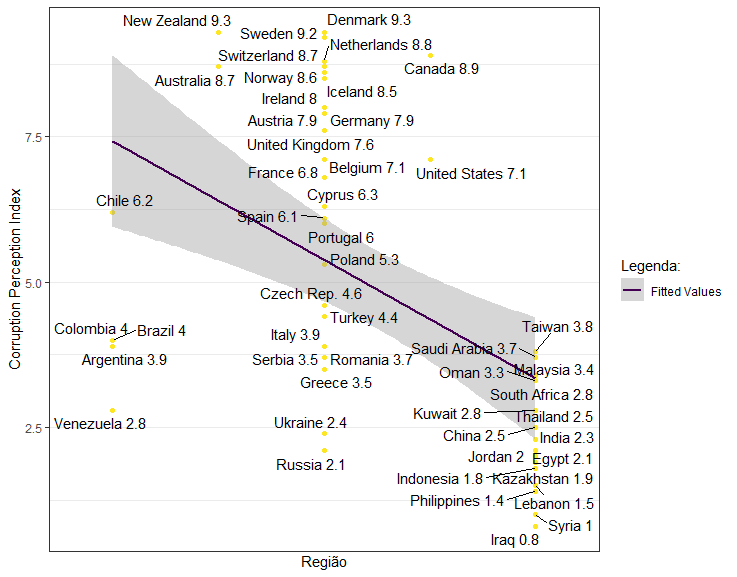 New Zealand 9.3
Denmark 9.3
Sweden 9.2
Netherlands 8.8
Switzerland 8.7
Canada 8.9
Australia 8.7
Norway 8.6
Iceland 8.5
Ireland 8
Austria 7.9
Germany 7.9
7.5
United Kingdom 7.6
Belgium 7.1
France 6.8
United States 7.1
Chile 6.2
Cyprus 6.3
Spain 6.1
Portugal 6
Poland 5.3
5.0
Czech Rep. 4.6
Turkey 4.4
Colombia 4
Brazil 4
Italy 3.9
Taiwan 3.8
Saudi Arabia 3.7
Argentina 3.9
Serbia 3.5
Romania 3.7
Oman 3.3
Malaysia 3.4
Greece 3.5
South Africa 2.8
Kuwait 2.8
Thailand 2.5
Venezuela 2.8
Ukraine 2.4
2.5
China 2.5
India 2.3
Jordan 2
Egypt 2.1
Russia 2.1
Indonesia 1.8
Kazakhstan 1.9
Philippines 1.4
Lebanon 1.5
Syria 1
Iraq 0.8
Corruption Perception Index
Região
Legenda:
Fitted Values